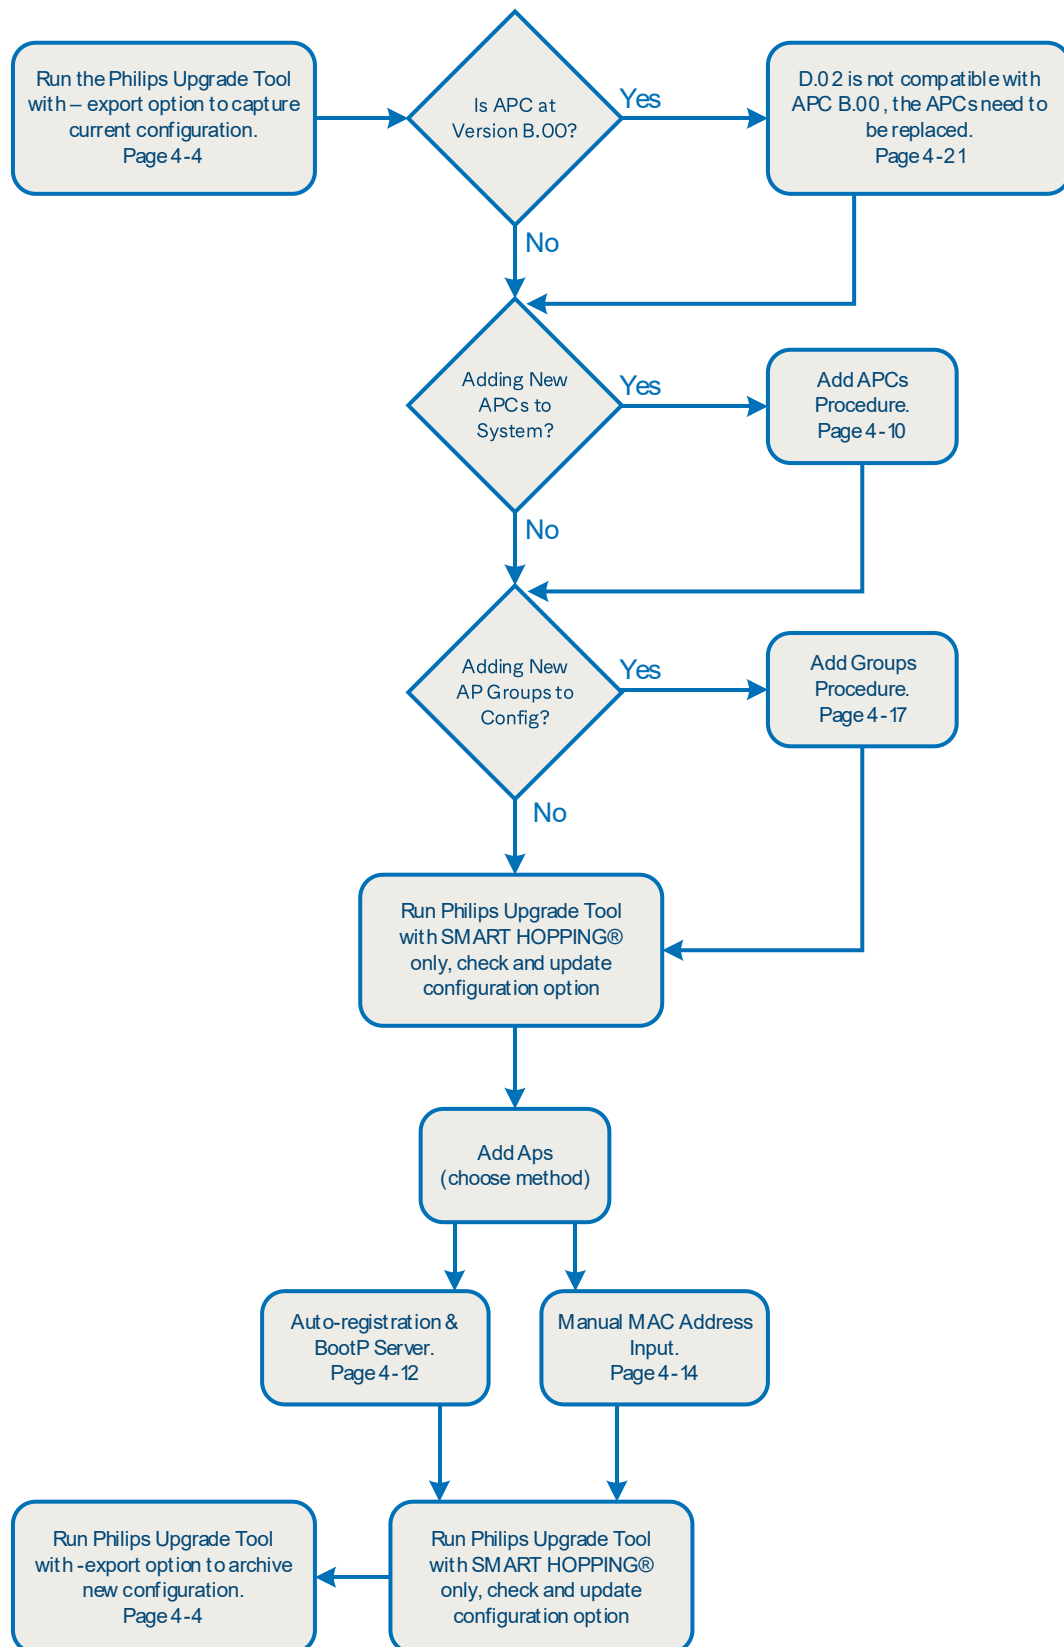 Run the Philips Upgrade Tool
with – export option to capture
current configuration.
Page 4-4
Is APC at
Version B.00?
Yes
D.02 is not compatible with
APC B.00, the APCs need to
be replaced.
Page 4-21
No
Adding New
APCs to
System?
Yes
Add APCs
Procedure.
Page 4-10
No
Adding New
AP Groups to
Config?
Yes
Add Groups
Procedure.
Page 4-17
No
Run Philips Upgrade Tool
with SMART HOPPING®
only, check and update
configuration option
Add Aps
(choose method)
Auto-registration &
BootP Server.
Page 4-12
Manual MAC Address
Input.
Page 4-14
Run Philips Upgrade Tool
with -export option to archive
new configuration.
Page 4-4
Run Philips Upgrade Tool
with SMART HOPPING®
only, check and update
configuration option